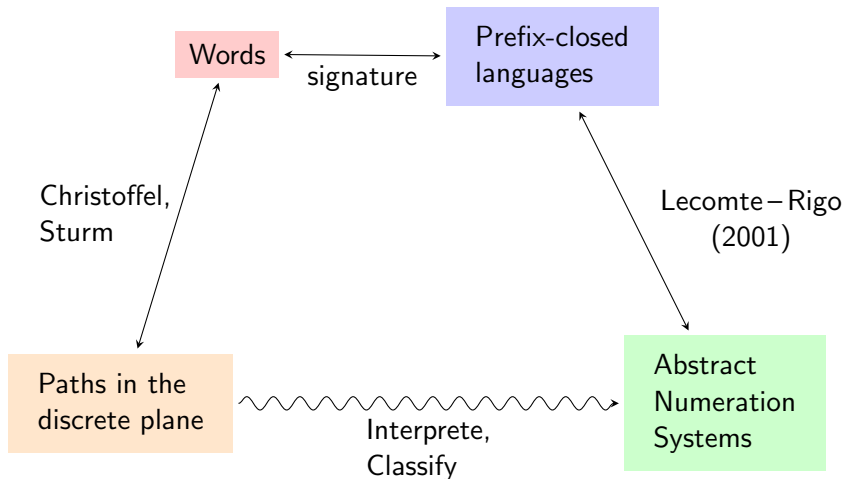 Words
signature
Prefix-closed
languages
Christoffel,
Sturm
Lecomte – Rigo
(2001)
Paths in the
discrete plane
Interprete,
Classify
Abstract
Numeration
Systems